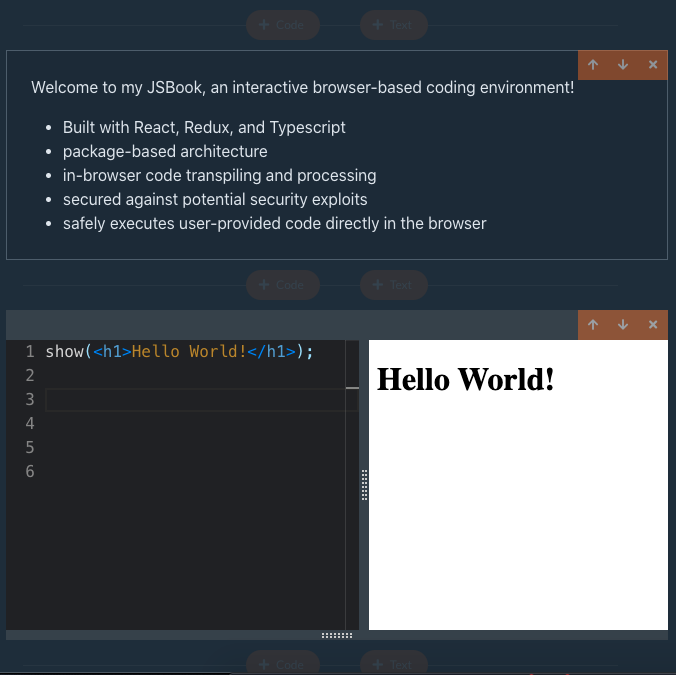 + Code + Text
Welcome to my JSBook, an interactive browser-based coding environment!
• Built with React, Redux, and Typescript
• package-based architecture
• in-browser code transpiling and processing
• secured against potential security exploits
• safely executes user-provided code directly in the browser
+ Code + Text
1 show(<h1>Hello World!</h1>);
2
3
4
5
6
Hello World!
+ Code + Text